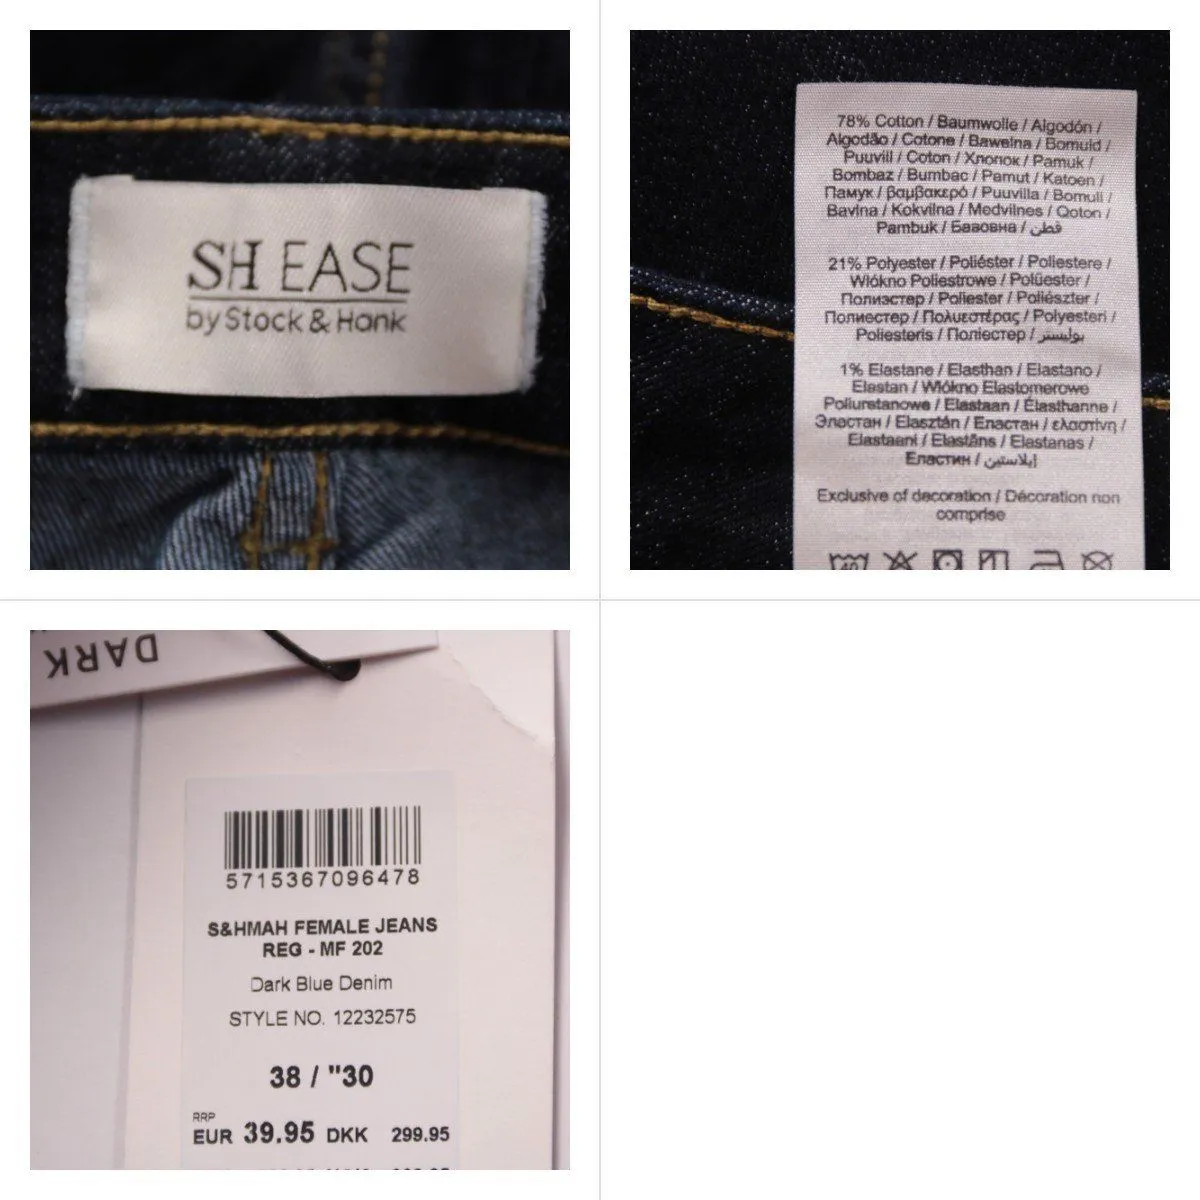 SH EASE
by Stock & Hank
78% Cotton / Baumwolle / Algodón /
Algodão / Cotone / Bawełna / Bomuld /
Puuvill / Coton / Хлопок / Pamuk /
Bombaz / Bumbac / Pamut / Katoen /
Памук / βαμβακερό / Puuvilla / Bomull /
Bavlna / Kokvilna / Medvilnes / Qoton /
Pambuk / Бавовна / قطن
21% Polyester / Poliéster / Poliestere /
Włókno Poliestrowe / Polüester /
Полиэстер / Poliester / Poliészter /
Полиестер / Πολυεστέρας / Polyesteri /
Poliesteris / Поліестер / بوليستر
1% Elastane / Elasthan / Elastano /
Elastan / Włókno Elastomerowe
Poliuretanowe / Elastaan / Élasthanne /
Эластан / Elasztán / Еластан / ελαστίνη /
Elastaani / Elastāns / Elastanas /
Еластин / إيلاستين
Exclusive of decoration / Décoration non
comprise
40
DARK
5715367096478
S&HMAH FEMALE JEANS
REG - MF 202
Dark Blue Denim
STYLE NO. 12232575
38 / "30
RRP
EUR 39.95 DKK 299.95